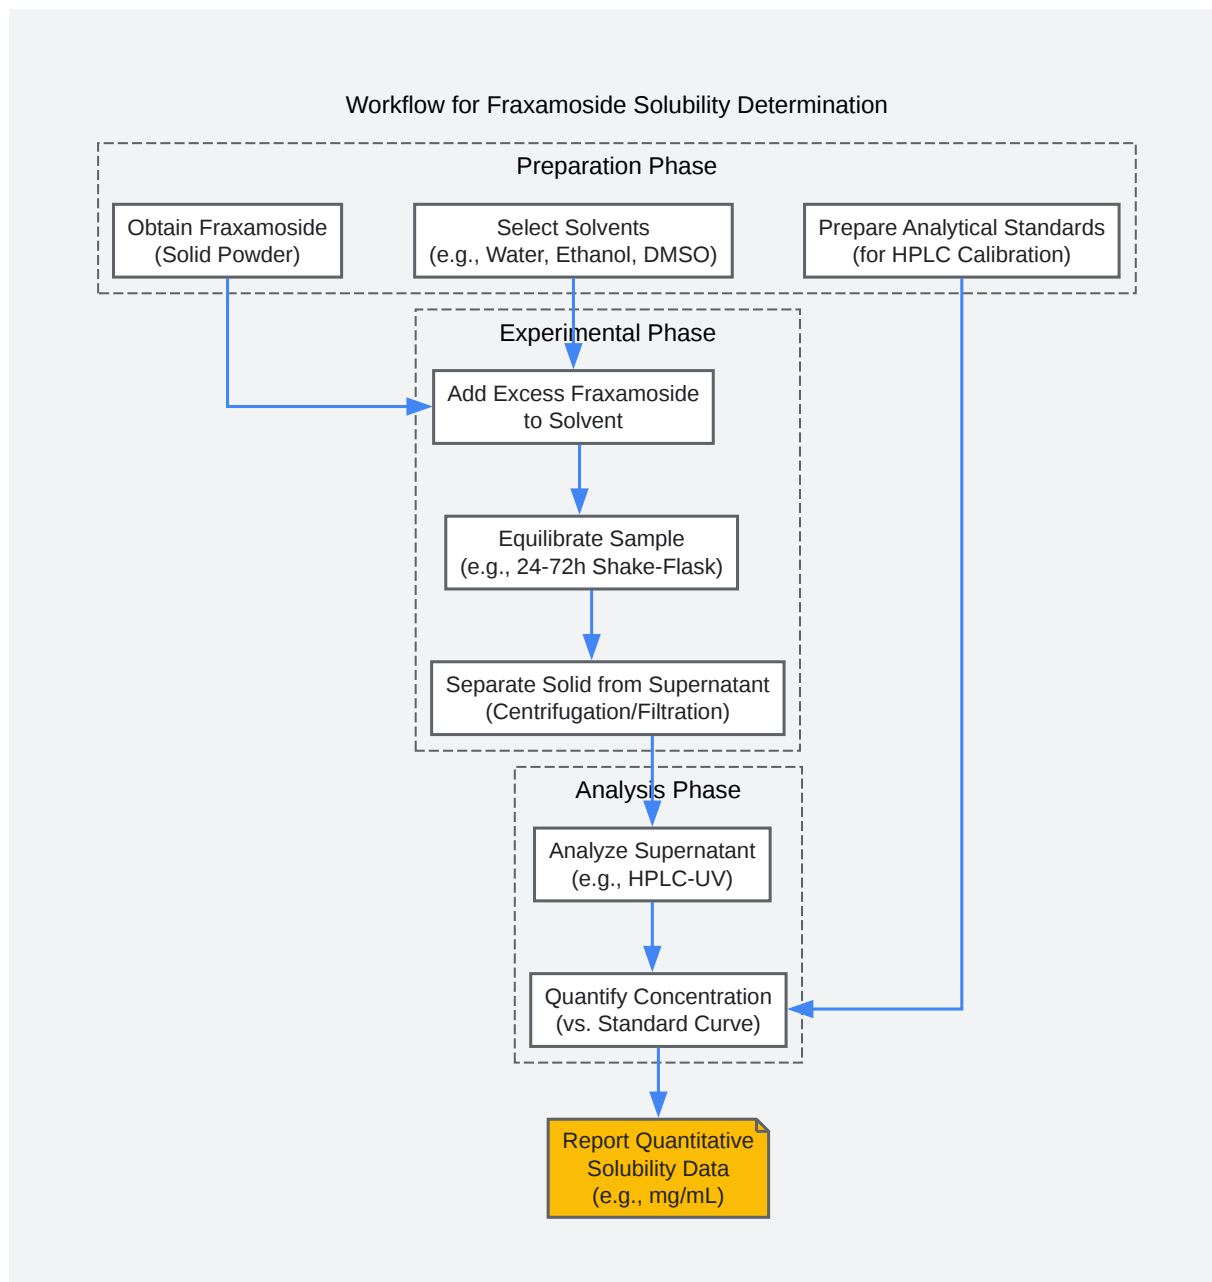 Workflow for Fraxamoside Solubility Determination
Preparation Phase
Obtain Fraxamoside
(Solid Powder)
Select Solvents
(e.g., Water, Ethanol, DMSO)
Prepare Analytical Standards
(for HPLC Calibration)
Experimental Phase
Add Excess Fraxamoside
to Solvent
Equilibrate Sample
(e.g., 24-72h Shake-Flask)
Separate Solid from Supernatant
(Centrifugation/Filtration)
Analysis Phase
Analyze Supernatant
(e.g., HPLC-UV)
Quantify Concentration
(vs. Standard Curve)
Report Quantitative
Solubility Data
(e.g., mg/mL)